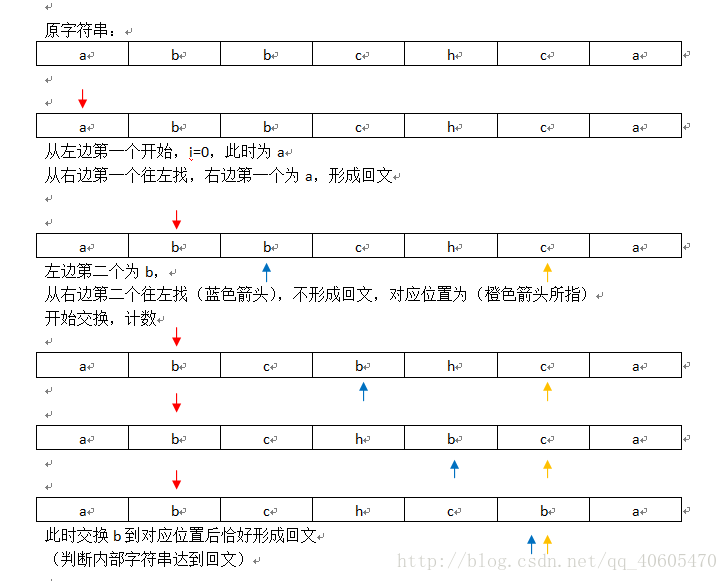 原字符串：
a b b c h c a
a b b c h c a
从左边第一个开始，i=0，此时为 a
从右边第一个往左找，右边第一个为 a，形成回文
a b b c h c a
左边第二个为 b，
从右边第二个往左找（蓝色箭头），不形成回文，对应位置为（橙色箭头所指）
开始交换，计数
a b c b h c a
a b c h b c a
a b c h c b a
此时交换 b 到对应位置后恰好形成回文
（判断内部字符串达到回文）
http://blog.csdn.net/qq_40605470